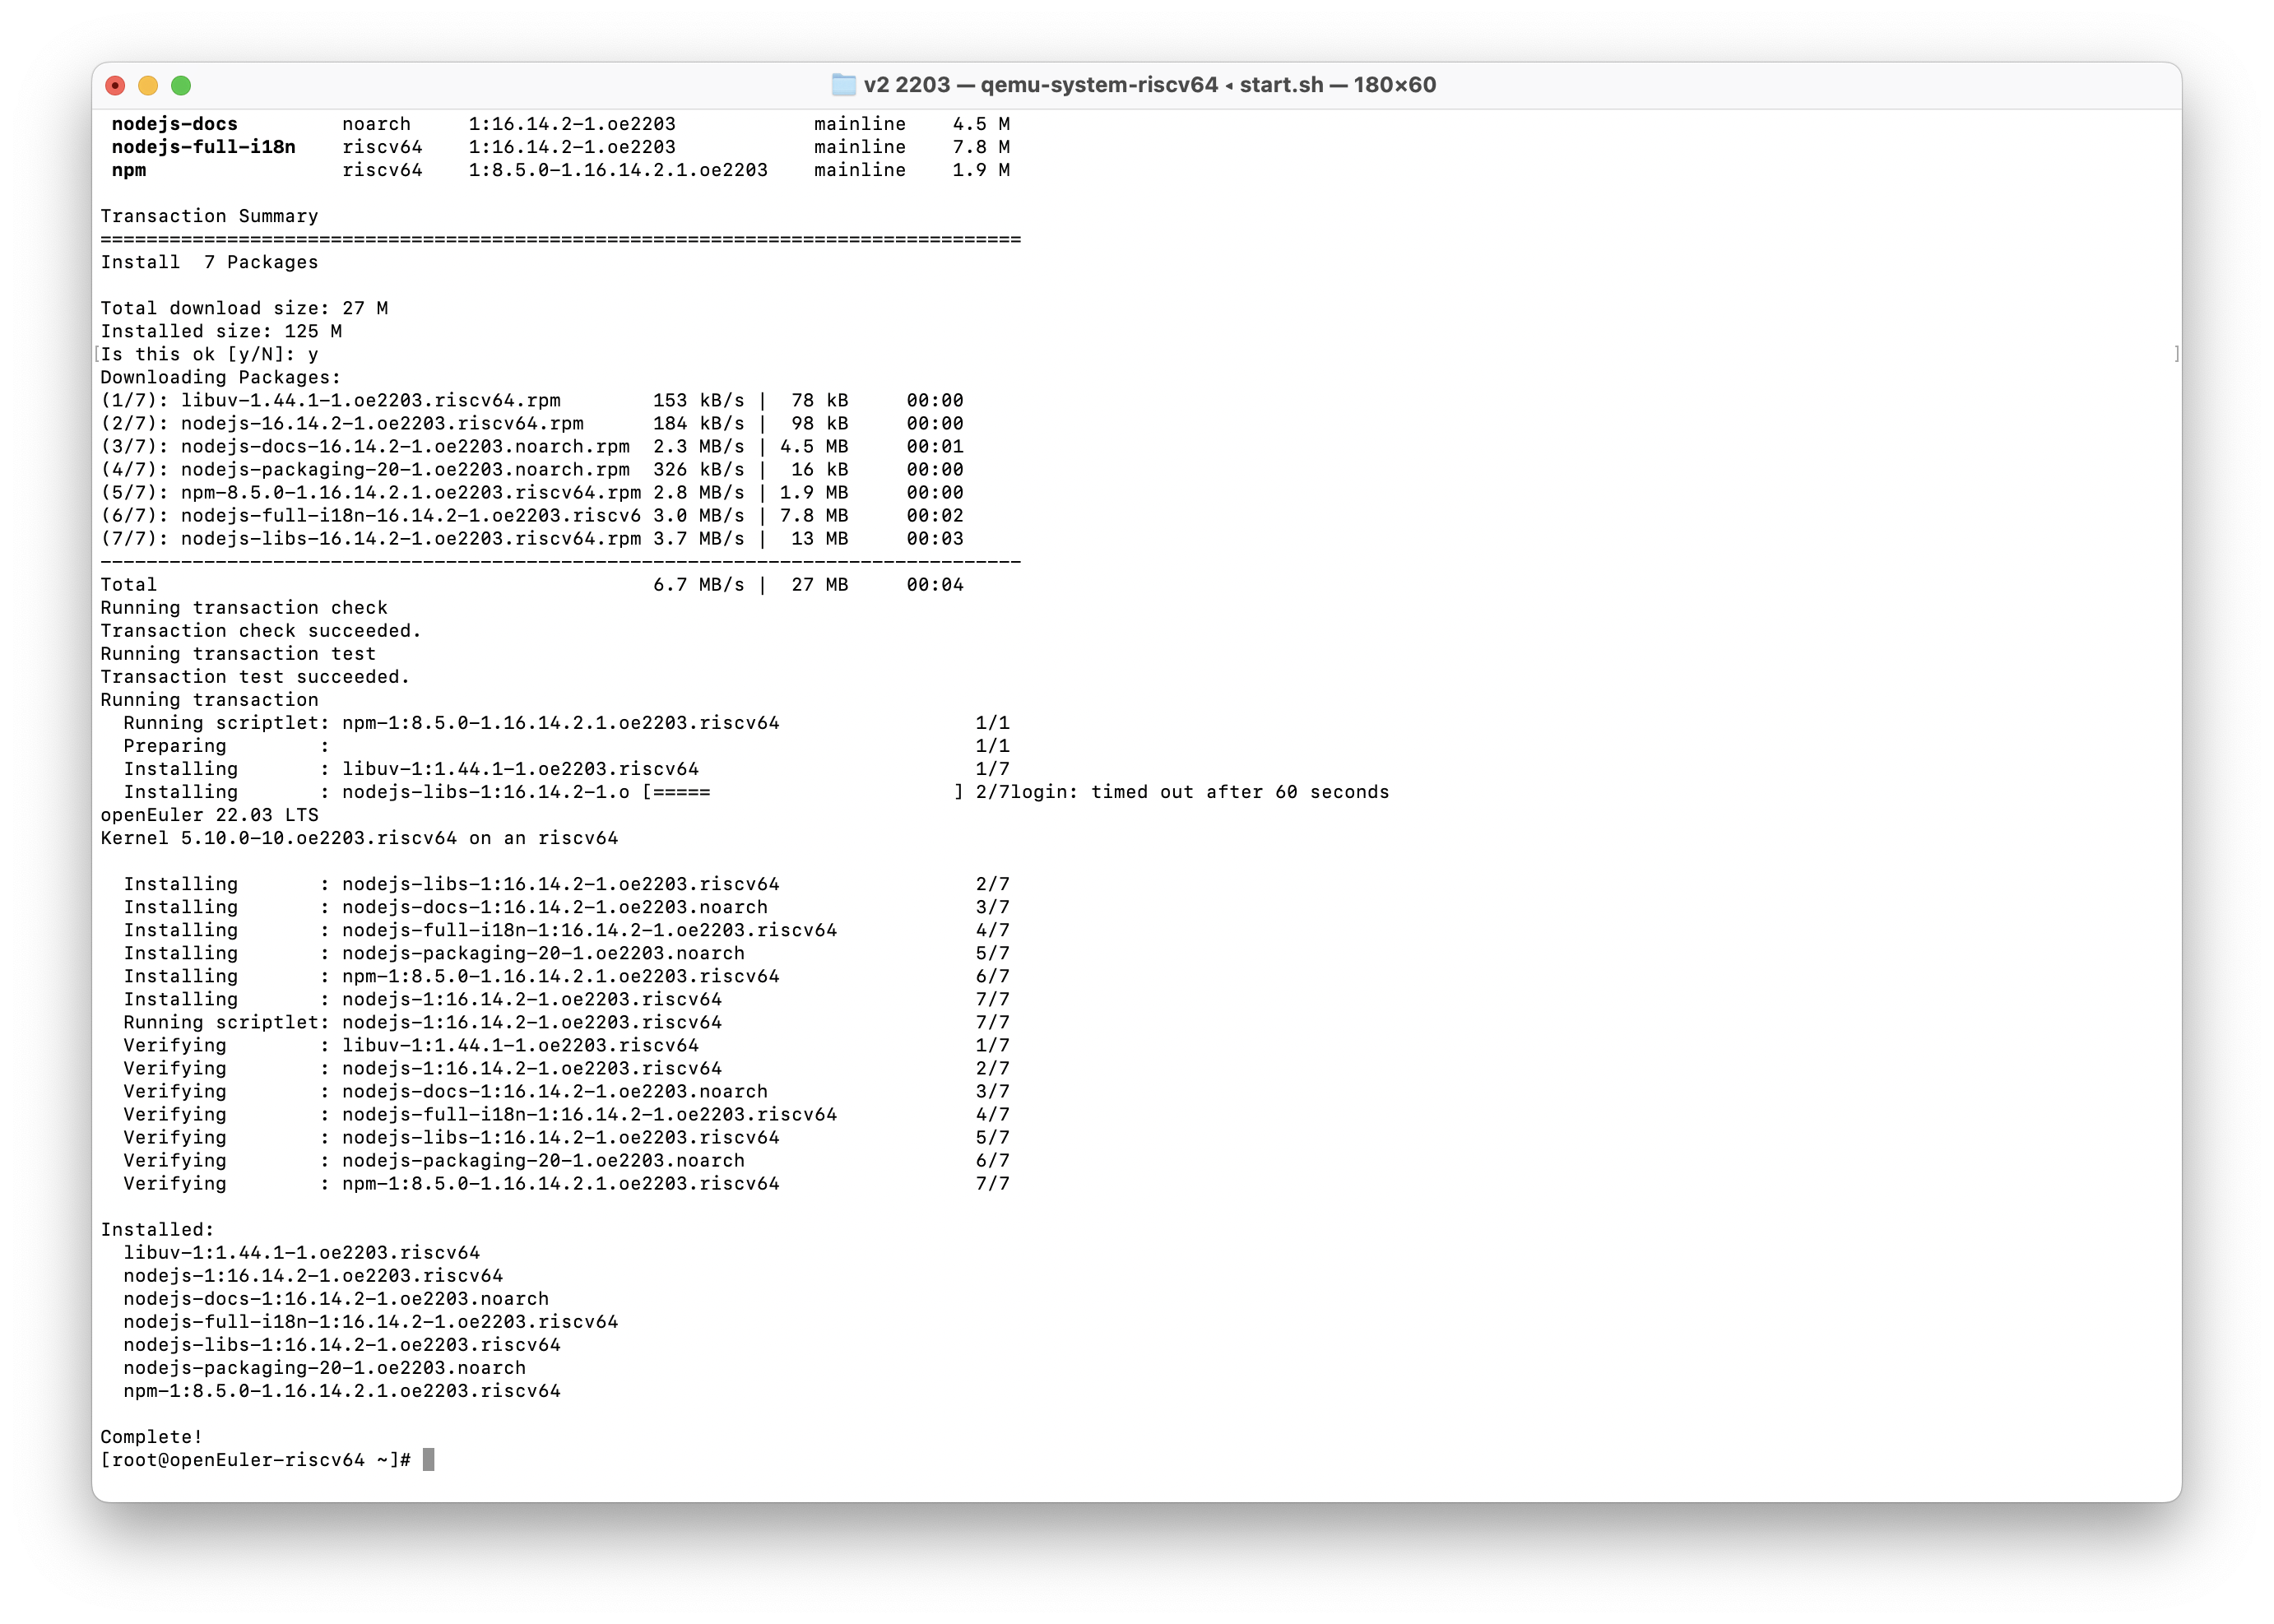 v2 2203 — qemu-system-riscv64 ◂ start.sh — 180×60
 nodejs-docs         noarch     1:16.14.2-1.oe2203            mainline    4.5 M
 nodejs-full-i18n    riscv64    1:16.14.2-1.oe2203            mainline    7.8 M
 npm                 riscv64    1:8.5.0-1.16.14.2.1.oe2203    mainline    1.9 M
Transaction Summary
================================================================================
Install  7 Packages
Total download size: 27 M
Installed size: 125 M
[Is this ok [y/N]: y ]
Downloading Packages:
(1/7): libuv-1.44.1-1.oe2203.riscv64.rpm        153 kB/s |  78 kB     00:00
(2/7): nodejs-16.14.2-1.oe2203.riscv64.rpm      184 kB/s |  98 kB     00:00
(3/7): nodejs-docs-16.14.2-1.oe2203.noarch.rpm  2.3 MB/s | 4.5 MB     00:01
(4/7): nodejs-packaging-20-1.oe2203.noarch.rpm  326 kB/s |  16 kB     00:00
(5/7): npm-8.5.0-1.16.14.2.1.oe2203.riscv64.rpm 2.8 MB/s | 1.9 MB     00:00
(6/7): nodejs-full-i18n-16.14.2-1.oe2203.riscv6 3.0 MB/s | 7.8 MB     00:02
(7/7): nodejs-libs-16.14.2-1.oe2203.riscv64.rpm 3.7 MB/s |  13 MB     00:03
--------------------------------------------------------------------------------
Total                                           6.7 MB/s |  27 MB     00:04
Running transaction check
Transaction check succeeded.
Running transaction test
Transaction test succeeded.
Running transaction
  Running scriptlet: npm-1:8.5.0-1.16.14.2.1.oe2203.riscv64                 1/1
  Preparing        :                                                        1/1
  Installing       : libuv-1:1.44.1-1.oe2203.riscv64                        1/7
  Installing       : nodejs-libs-1:16.14.2-1.o [=====                     ] 2/7login: timed out after 60 seconds
openEuler 22.03 LTS
Kernel 5.10.0-10.oe2203.riscv64 on an riscv64
  Installing       : nodejs-libs-1:16.14.2-1.oe2203.riscv64                 2/7
  Installing       : nodejs-docs-1:16.14.2-1.oe2203.noarch                  3/7
  Installing       : nodejs-full-i18n-1:16.14.2-1.oe2203.riscv64            4/7
  Installing       : nodejs-packaging-20-1.oe2203.noarch                    5/7
  Installing       : npm-1:8.5.0-1.16.14.2.1.oe2203.riscv64                 6/7
  Installing       : nodejs-1:16.14.2-1.oe2203.riscv64                      7/7
  Running scriptlet: nodejs-1:16.14.2-1.oe2203.riscv64                      7/7
  Verifying        : libuv-1:1.44.1-1.oe2203.riscv64                        1/7
  Verifying        : nodejs-1:16.14.2-1.oe2203.riscv64                      2/7
  Verifying        : nodejs-docs-1:16.14.2-1.oe2203.noarch                  3/7
  Verifying        : nodejs-full-i18n-1:16.14.2-1.oe2203.riscv64            4/7
  Verifying        : nodejs-libs-1:16.14.2-1.oe2203.riscv64                 5/7
  Verifying        : nodejs-packaging-20-1.oe2203.noarch                    6/7
  Verifying        : npm-1:8.5.0-1.16.14.2.1.oe2203.riscv64                 7/7
Installed:
  libuv-1:1.44.1-1.oe2203.riscv64
  nodejs-1:16.14.2-1.oe2203.riscv64
  nodejs-docs-1:16.14.2-1.oe2203.noarch
  nodejs-full-i18n-1:16.14.2-1.oe2203.riscv64
  nodejs-libs-1:16.14.2-1.oe2203.riscv64
  nodejs-packaging-20-1.oe2203.noarch
  npm-1:8.5.0-1.16.14.2.1.oe2203.riscv64
Complete!
[root@openEuler-riscv64 ~]#